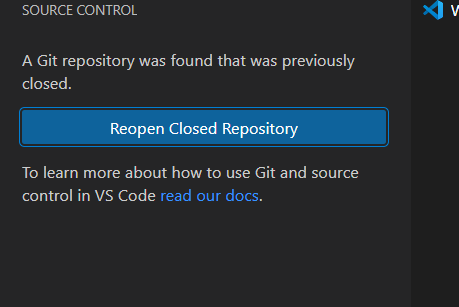 SOURCE CONTROL
A Git repository was found that was previously
closed.
Reopen Closed Repository
To learn more about how to use Git and source
control in VS Code read our docs.